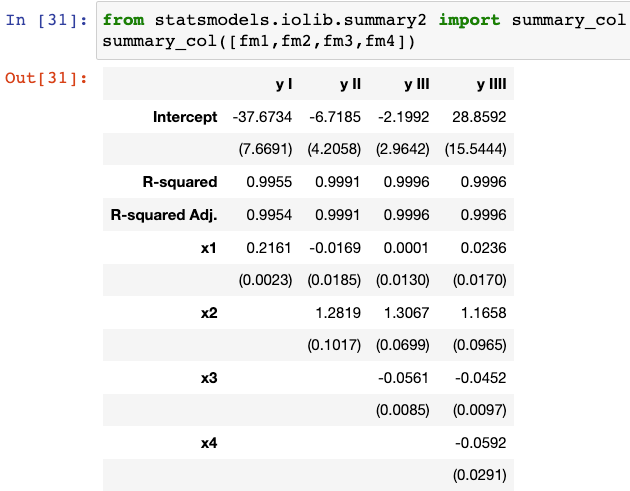 In [31]: from statsmodels.iolib.summary2 import summary_col
summary_col([fm1,fm2,fm3,fm4])
Out[31]:
y I y II y III y IIII
Intercept -37.6734 -6.7185 -2.1992 28.8592
(7.6691) (4.2058) (2.9642) (15.5444)
R-squared 0.9955 0.9991 0.9996 0.9996
R-squared Adj. 0.9954 0.9991 0.9996 0.9996
x1 0.2161 -0.0169 0.0001 0.0236
(0.0023) (0.0185) (0.0130) (0.0170)
x2 1.2819 1.3067 1.1658
(0.1017) (0.0699) (0.0965)
x3 -0.0561 -0.0452
(0.0085) (0.0097)
x4 -0.0592
(0.0291)